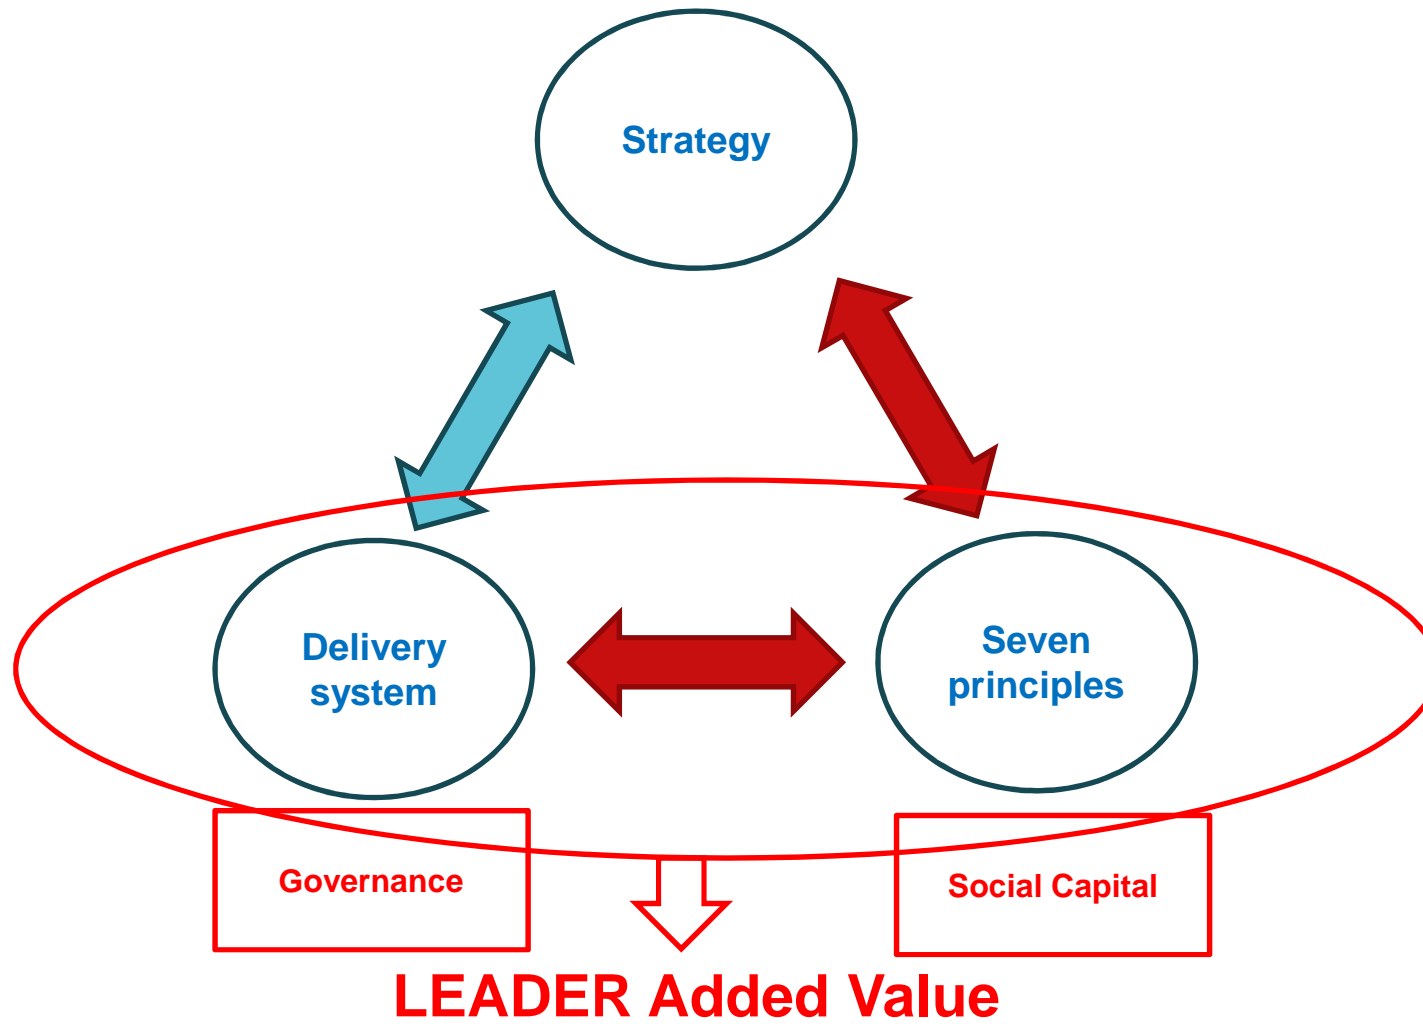 Strategy
Delivery
system
Seven
principles
Governance
Social Capital
LEADER Added Value